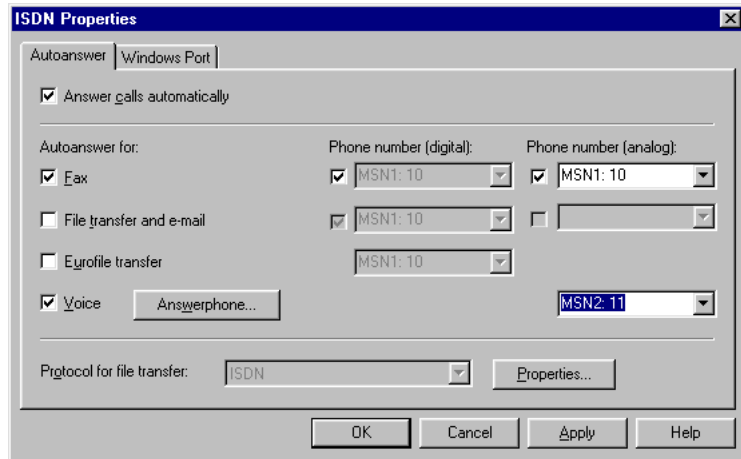 ISDN Properties
Autoanswer Windows Port
Answer calls automatically
Autoanswer for: Phone number (digital): Phone number (analog):
Fax MSN1: 10 MSN1: 10
File transfer and e-mail MSN1: 10
Eurofile transfer MSN1: 10
Voice Answerphone... MSN2: 11
Protocol for file transfer: ISDN Properties...
OK Cancel Apply Help